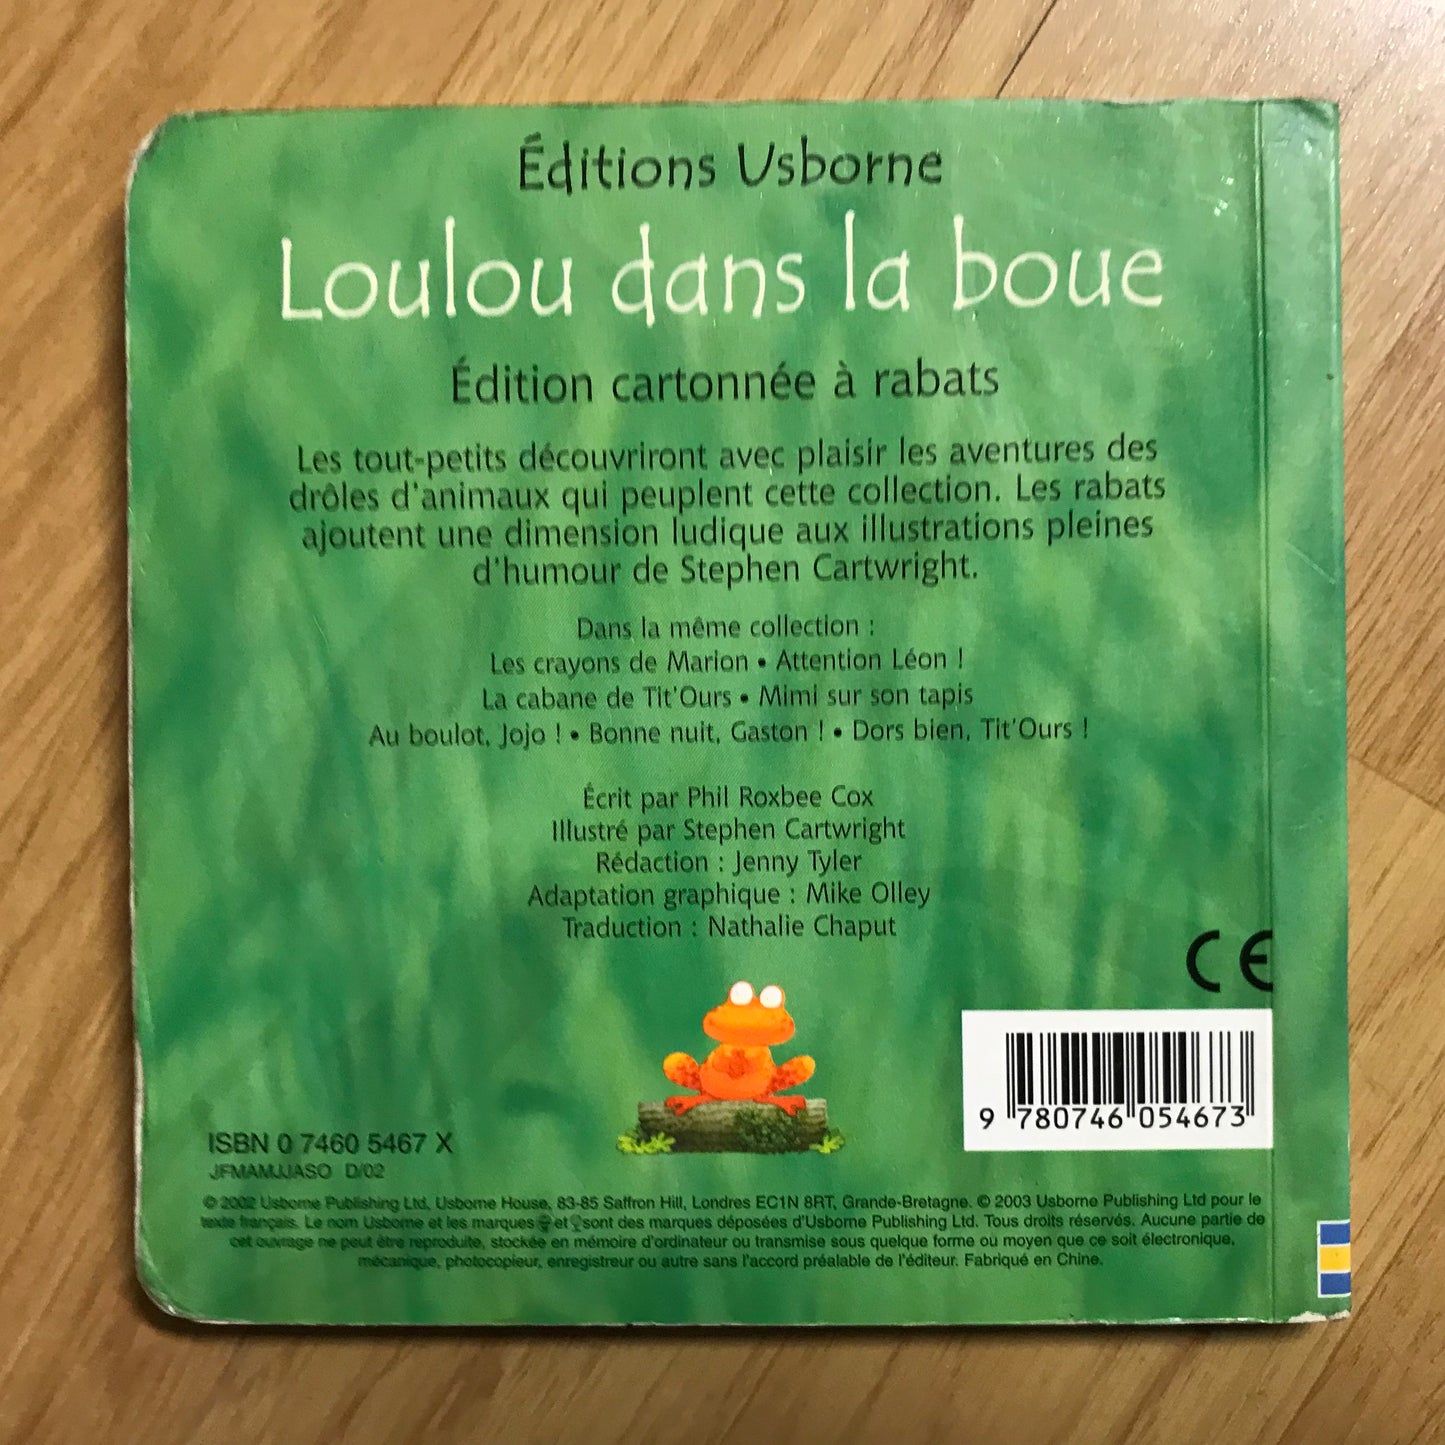 Éditions Usborne
Loulou dans la boue
Édition cartonnée à rabats
Les tout-petits découvriront avec plaisir les aventures des
drôles d'animaux qui peuplent cette collection. Les rabats
ajoutent une dimension ludique aux illustrations pleines
d'humour de Stephen Cartwright.
Dans la même collection :
Les crayons de Marion • Attention Léon !
La cabane de Tit'Ours • Mimi sur son tapis
Au boulot, Jojo ! • Bonne nuit, Gaston ! • Dors bien, Tit'Ours !
Écrit par Phil Roxbee Cox
Illustré par Stephen Cartwright
Rédaction : Jenny Tyler
Adaptation graphique : Mike Olley
Traduction : Nathalie Chaput
CE
9 780746 054673
ISBN 0 7460 5467 X
JFMAMJJASO D/02
© 2002 Usborne Publishing Ltd, Usborne House, 83-85 Saffron Hill, Londres EC1N 8RT, Grande-Bretagne. © 2003 Usborne Publishing Ltd pour le
texte français. Le nom Usborne et les marques et sont des marques déposées d'Usborne Publishing Ltd. Tous droits réservés. Aucune partie de
cet ouvrage ne peut être reproduite, stockée en mémoire d'ordinateur ou transmise sous quelque forme ou moyen que ce soit électronique,
mécanique, photocopieur, enregistreur ou autre sans l'accord préalable de l'éditeur. Fabriqué en Chine.